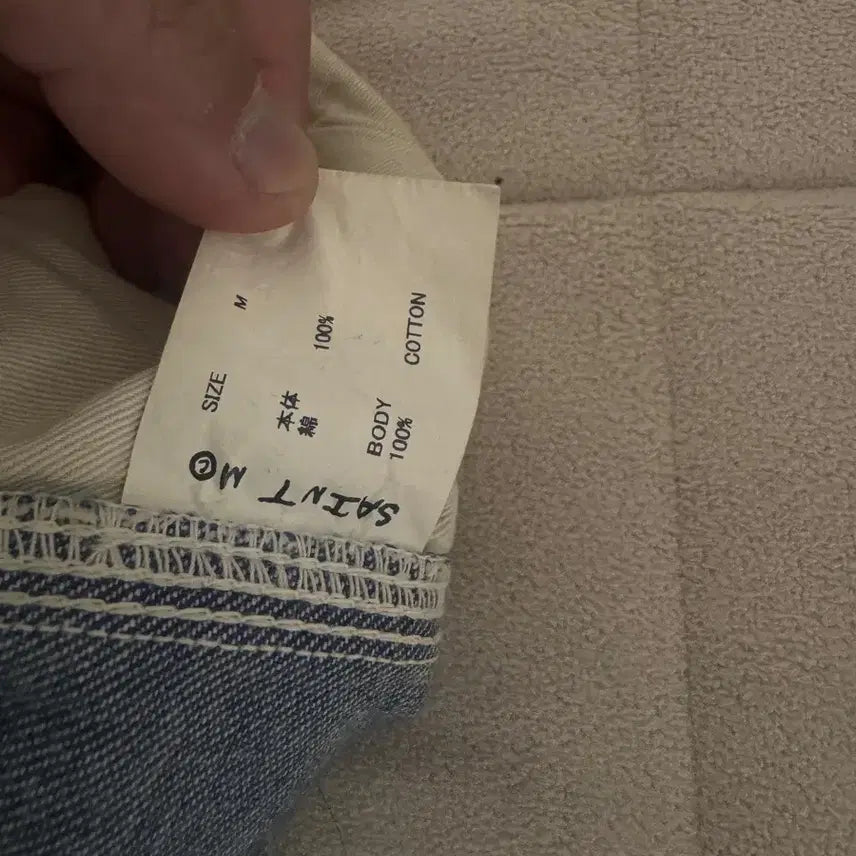 SIZE M
本体
綿 100%
BODY
100% COTTON
SAINT M ©